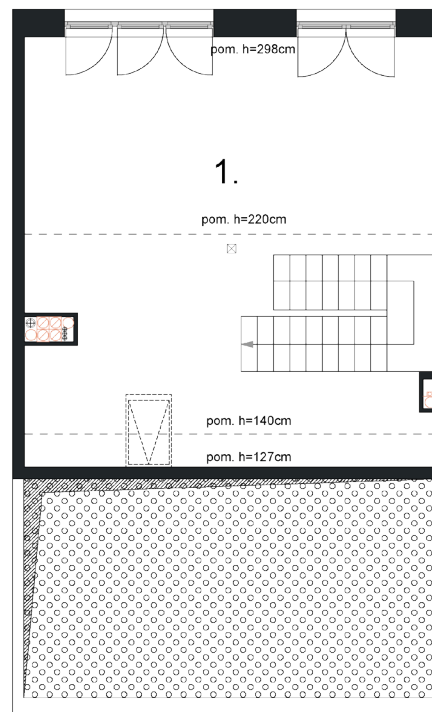 pom. h=298cm
1.
pom. h=220cm
pom. h=140cm
pom. h=127cm